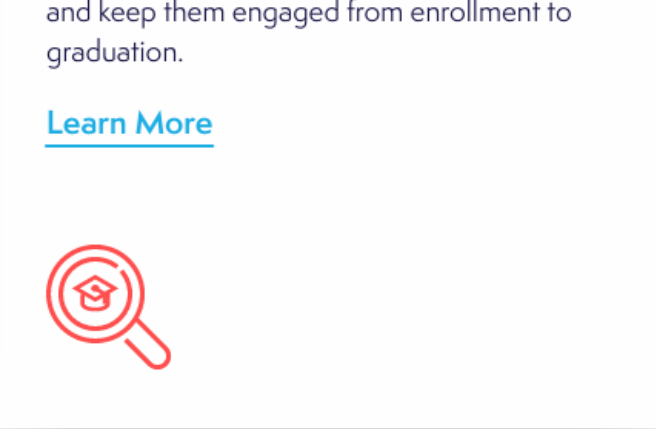 and keep them engaged from enrollment to
graduation.
Learn More